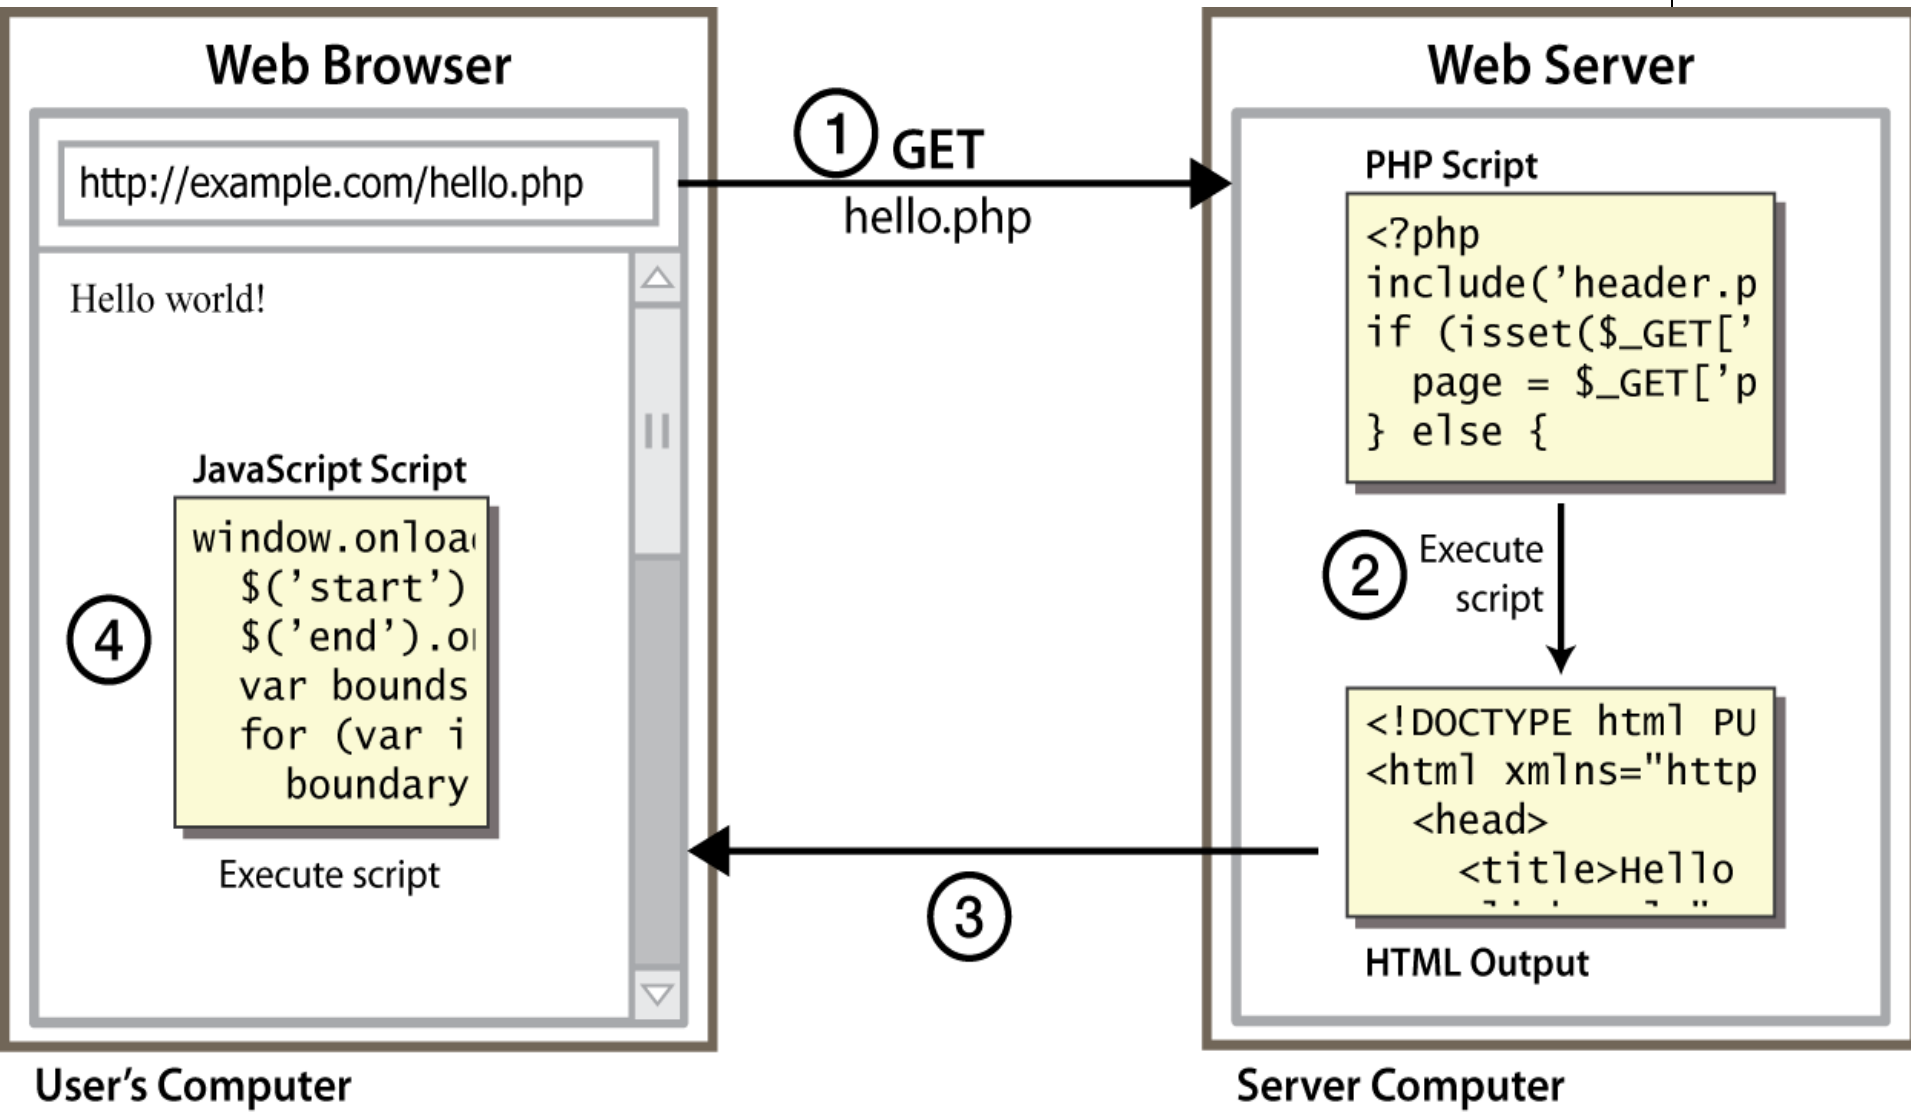 Web Browser
http://example.com/hello.php
Hello world!
JavaScript Script
window.onload
$('start')
$('end').on
var bounds
for (var i
boundary
4
Execute script
User's Computer
1 GET
hello.php
3
Web Server
PHP Script
<?php
include('header.p
if (isset($_GET['
page = $_GET['p
} else {
2 Execute
script
<!DOCTYPE html PU
<html xmlns="http
<head>
<title>Hello
HTML Output
Server Computer